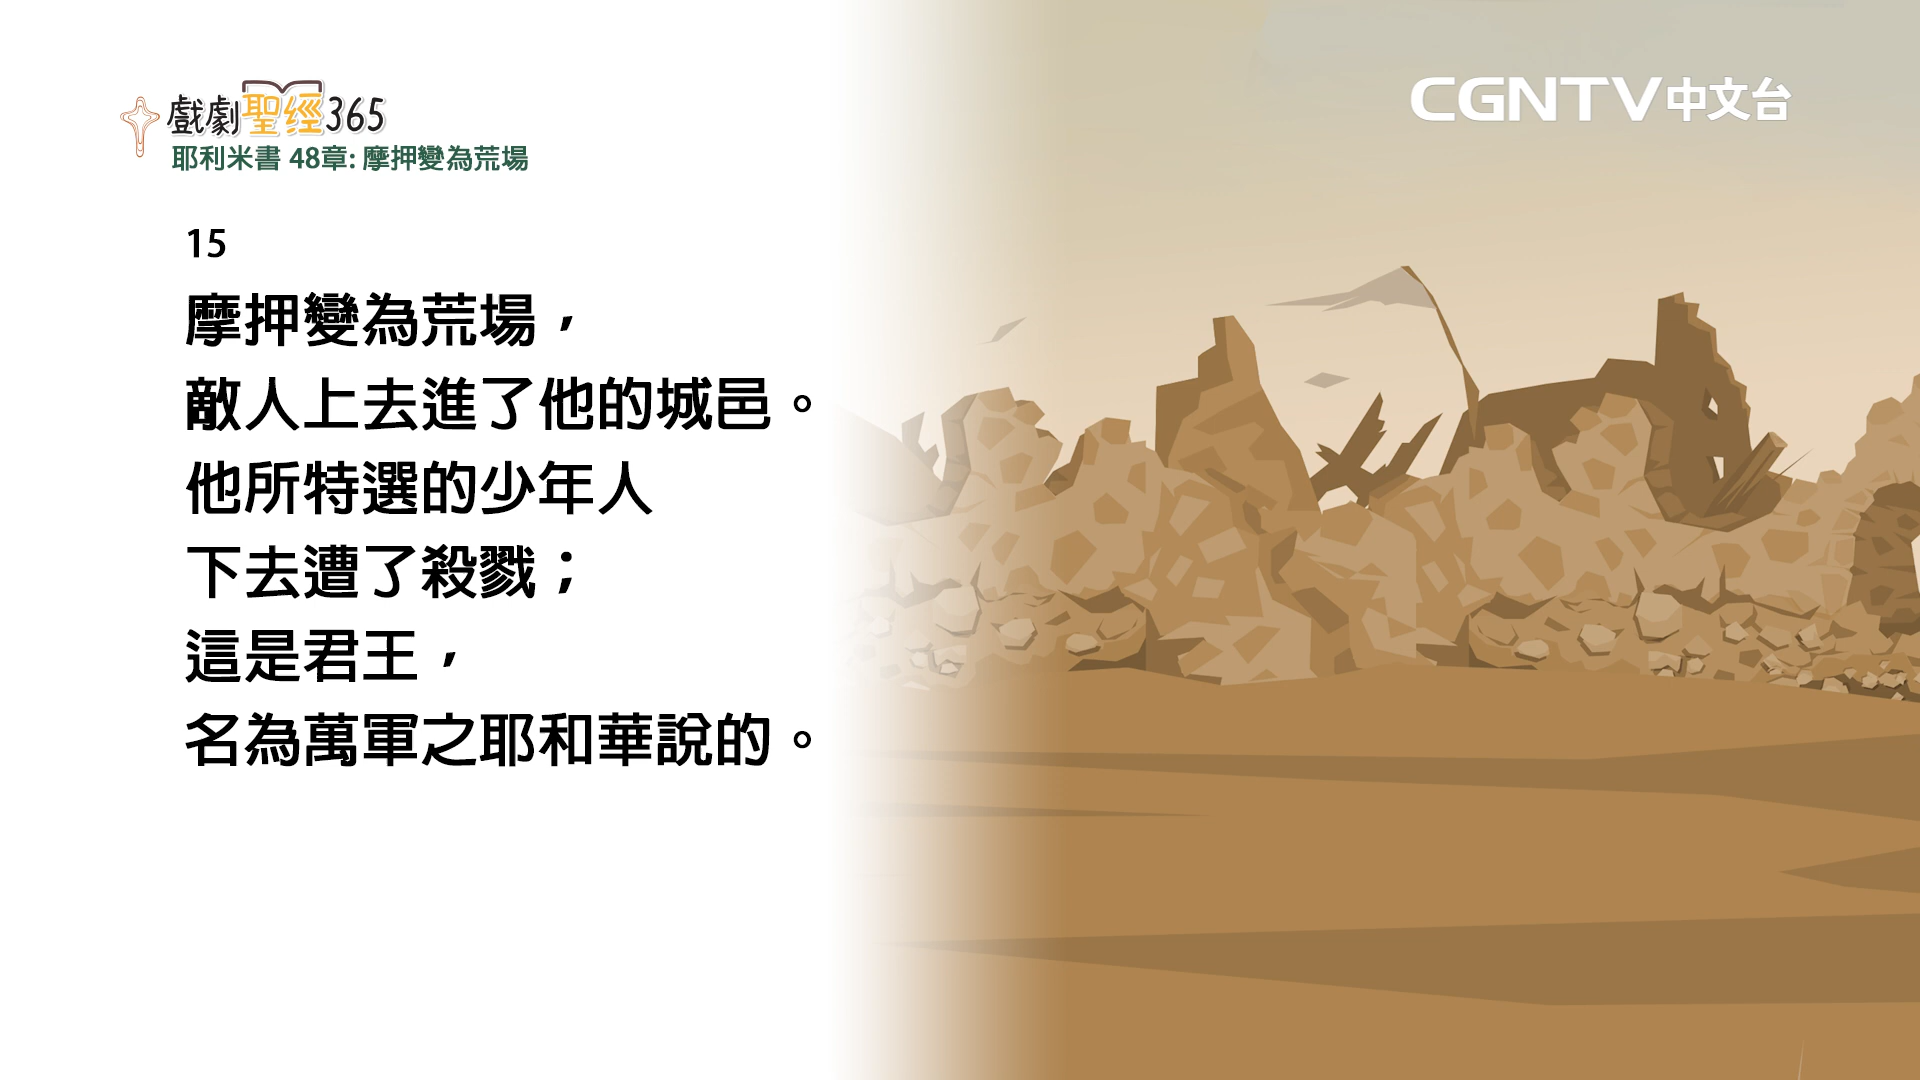 戲劇聖經365
CGNTV中文台
耶利米書 48章: 摩押變為荒場
15
摩押變為荒場，
敵人上去進了他的城邑。
他所特選的少年人
下去遭了殺戮；
這是君王，
名為萬軍之耶和華說的。